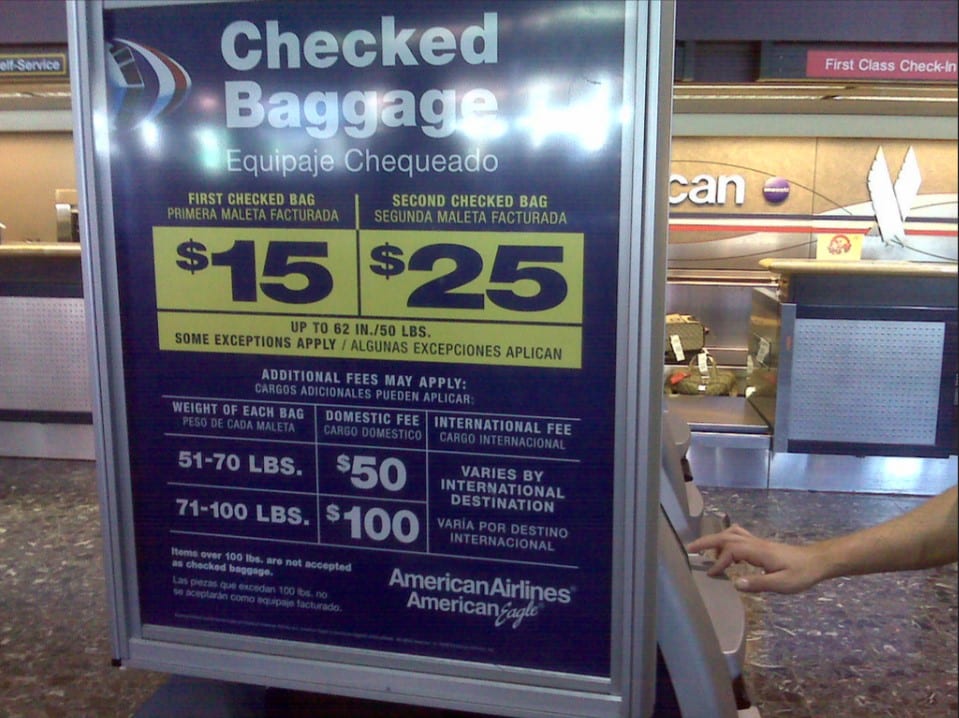 Checked
Baggage
Equipaje Chequeado
FIRST CHECKED BAG
PRIMERA MALETA FACTURADA
$15
SECOND CHECKED BAG
SEGUNDA MALETA FACTURADA
$25
UP TO 62 IN./50 LBS.
SOME EXCEPTIONS APPLY / ALGUNAS EXCEPCIONES APLICAN
ADDITIONAL FEES MAY APPLY:
CARGOS ADICIONALES PUEDEN APLICAR:
WEIGHT OF EACH BAG
PESO DE CADA MALETA
DOMESTIC FEE
CARGO DOMESTICO
INTERNATIONAL FEE
CARGO INTERNACIONAL
51-70 LBS.
$50
71-100 LBS.
$100
VARIES BY
INTERNATIONAL
DESTINATION
VARÍA POR DESTINO
INTERNACIONAL
Items over 100 lbs. are not accepted
as checked baggage.
Las piezas que excedan 100 lbs. no
se aceptarán como equipaje facturado.
AmericanAirlines®
American Eagle®
elf-Service
First Class Check-In
can